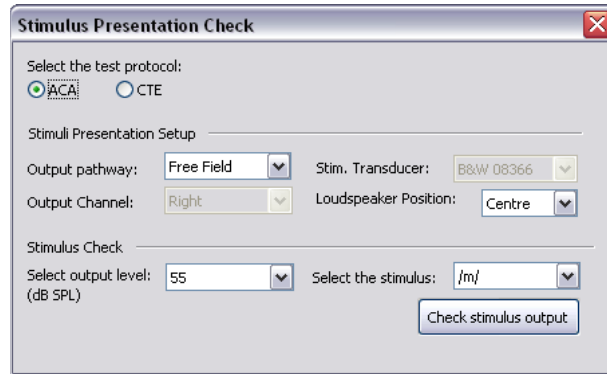 Stimulus Presentation Check
Select the test protocol:
ACA CTE
Stimuli Presentation Setup
Output pathway: Free Field Stim. Transducer: B&W 08366
Output Channel: Right Loudspeaker Position: Centre
Stimulus Check
Select output level: 55 Select the stimulus: /m/
(dB SPL)
Check stimulus output